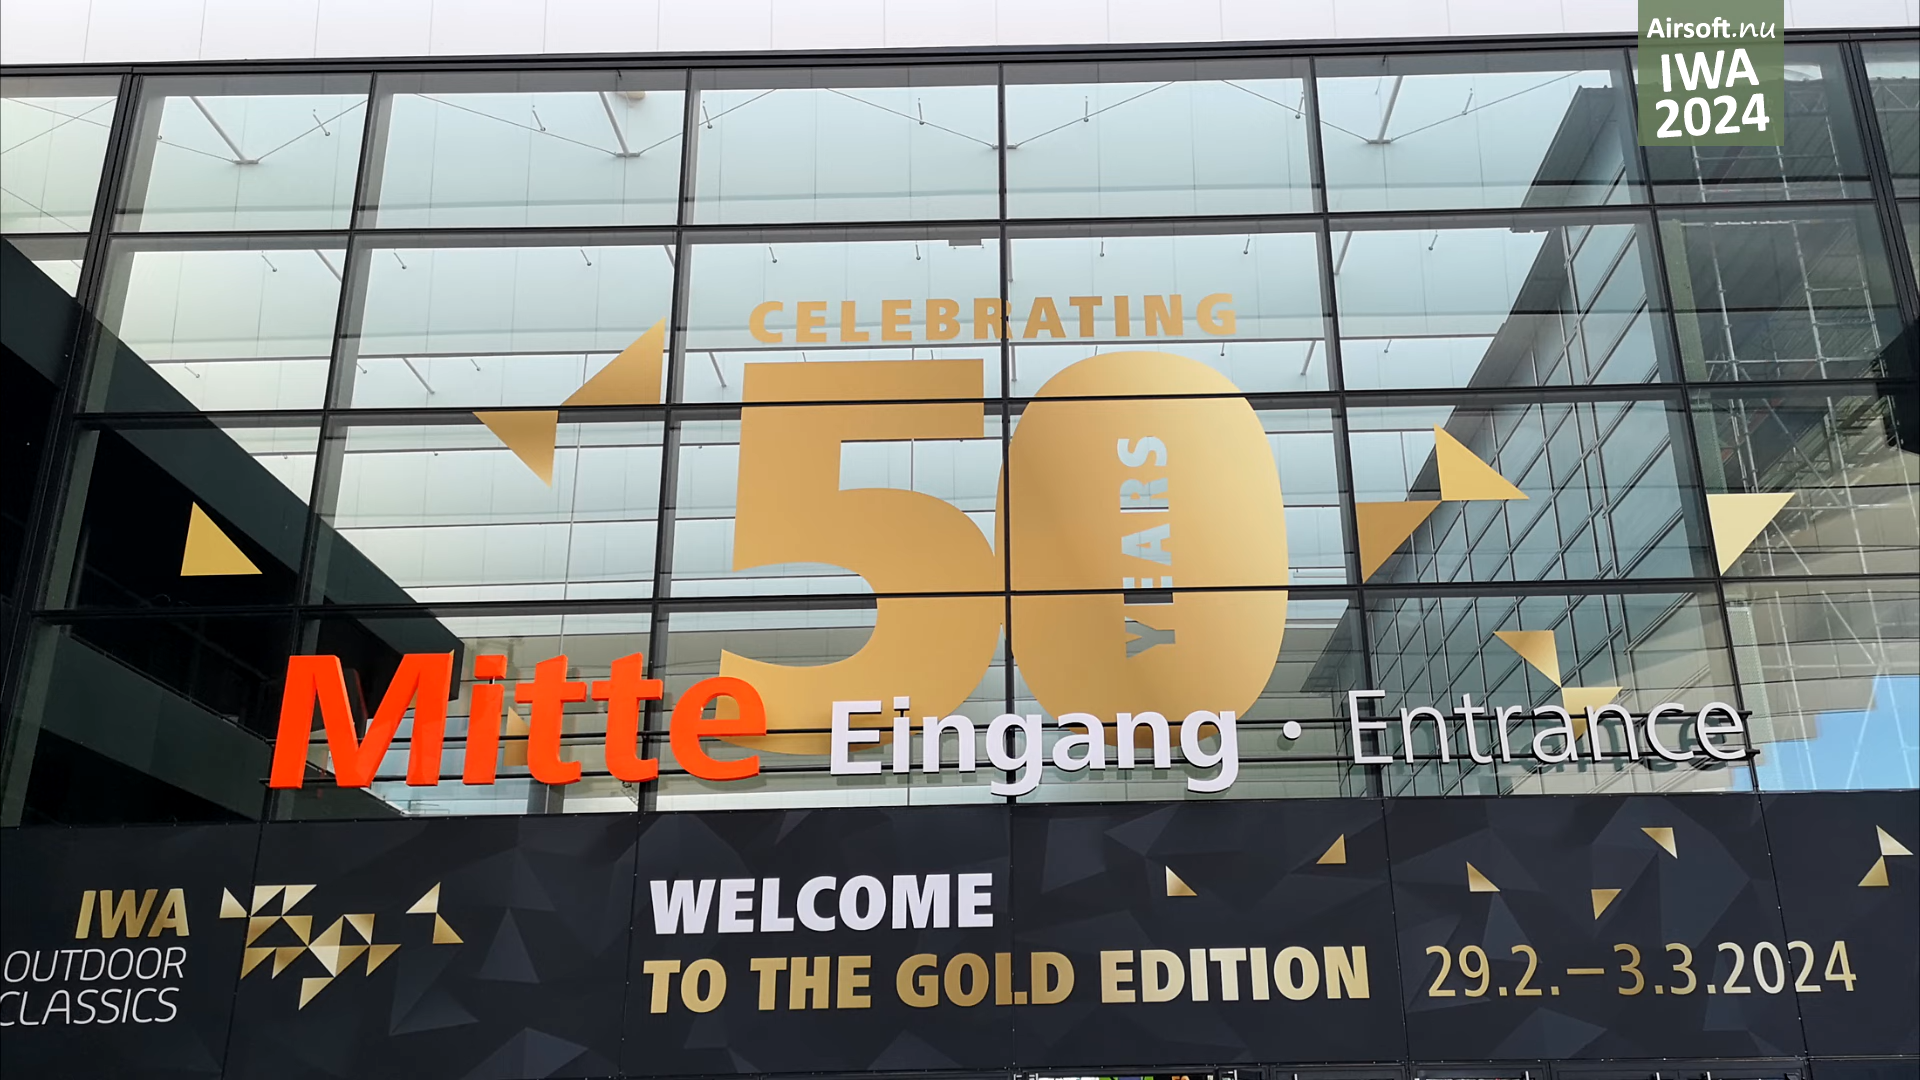 Airsoft.nu
IWA
2024
CELEBRATING
50
YEARS
Mitte Eingang • Entrance
IWA
OUTDOOR
CLASSICS
WELCOME
TO THE GOLD EDITION
29.2.–3.3.2024